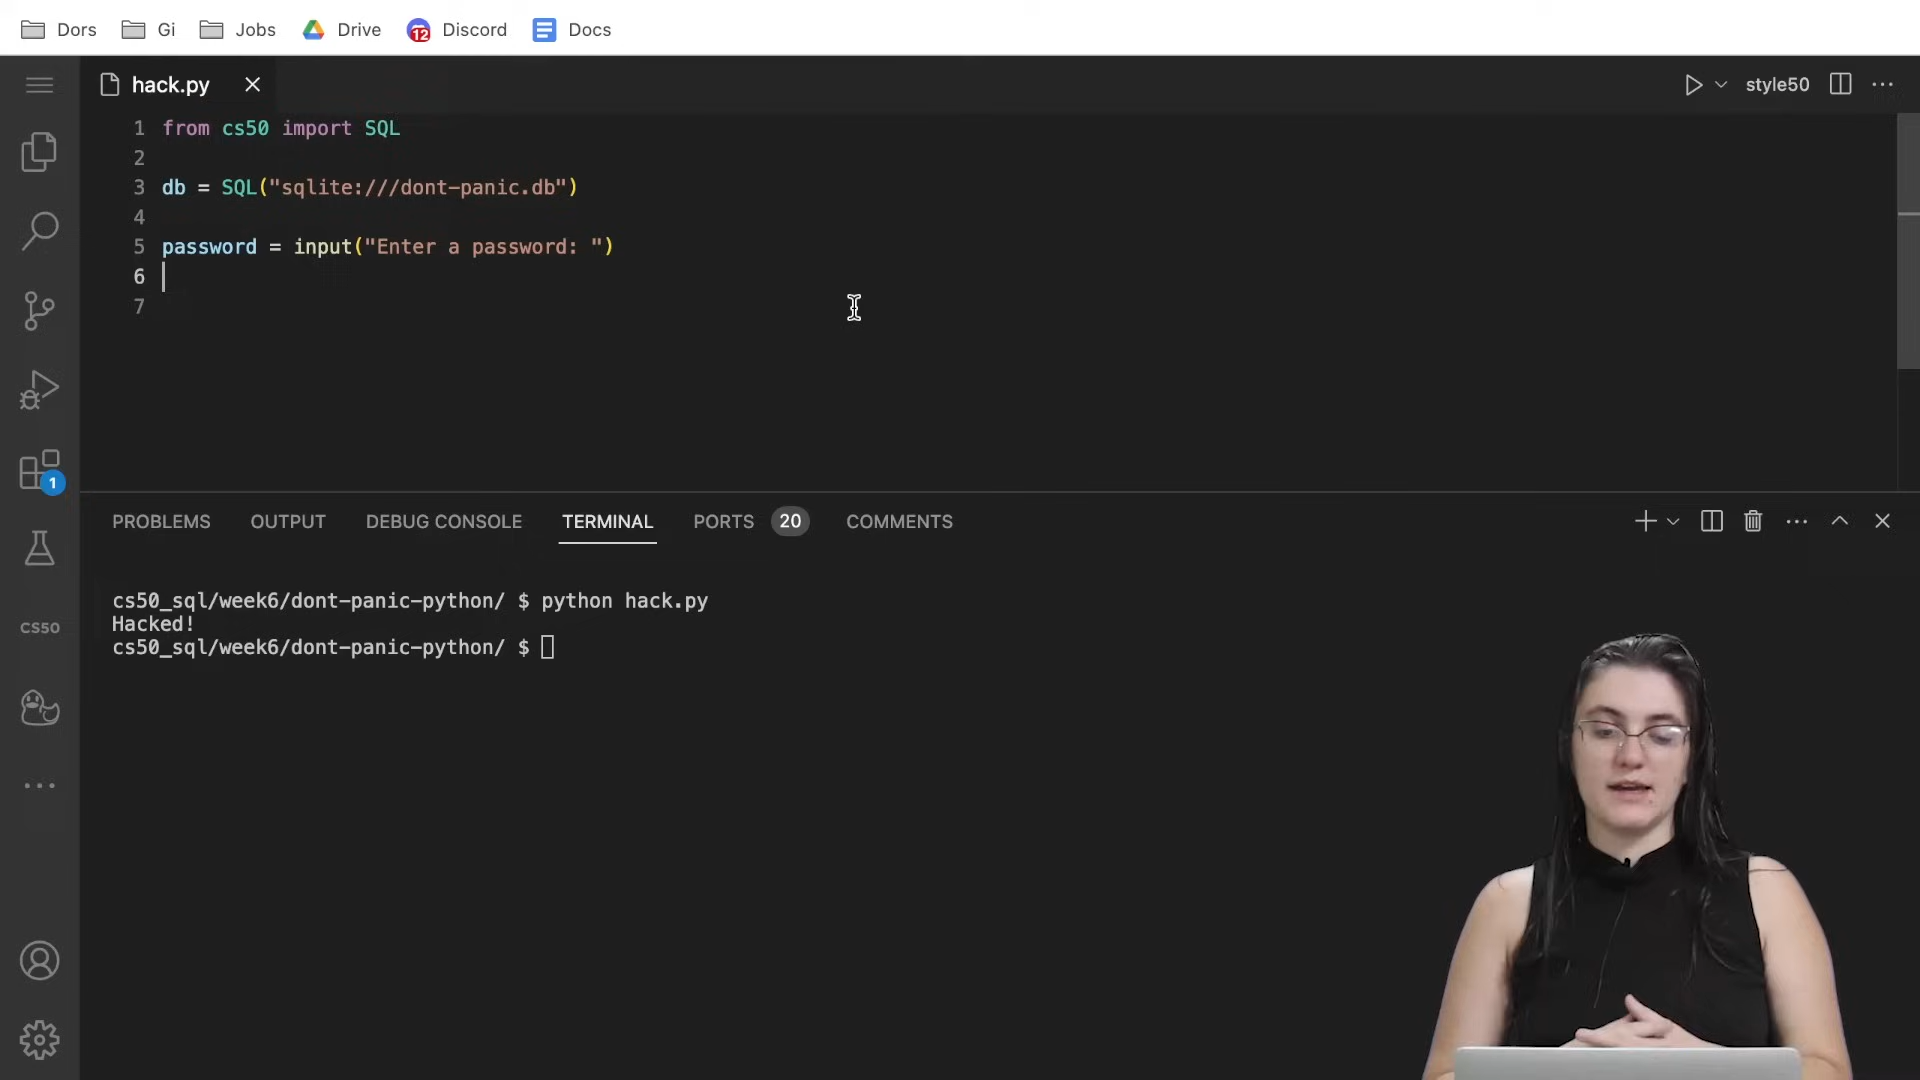 Dors Gi Jobs Drive 12 Discord Docs
hack.py style50
1 from cs50 import SQL
2
3 db = SQL("sqlite:///dont-panic.db")
4
5 password = input("Enter a password: ")
6
7
1
CS50
PROBLEMS OUTPUT DEBUG CONSOLE TERMINAL PORTS 20 COMMENTS
cs50_sql/week6/dont-panic-python/ $ python hack.py
Hacked!
cs50_sql/week6/dont-panic-python/ $